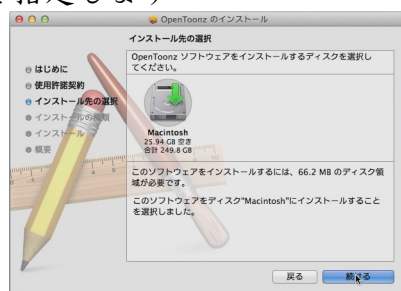 指定します
OpenToonz のインストール
インストール先の選択
OpenToonz ソフトウェアをインストールするディスクを選択し
てください。
はじめに
使用許諾契約
インストール先の選択
インストールの種類
インストール
概要
Macintosh
25.94 GB 空き
合計 249.8 GB
このソフトウェアをインストールするには、66.2 MB のディスク領
域が必要です。
このソフトウェアをディスク"Macintosh"にインストールすること
を選択しました。
戻る
続ける